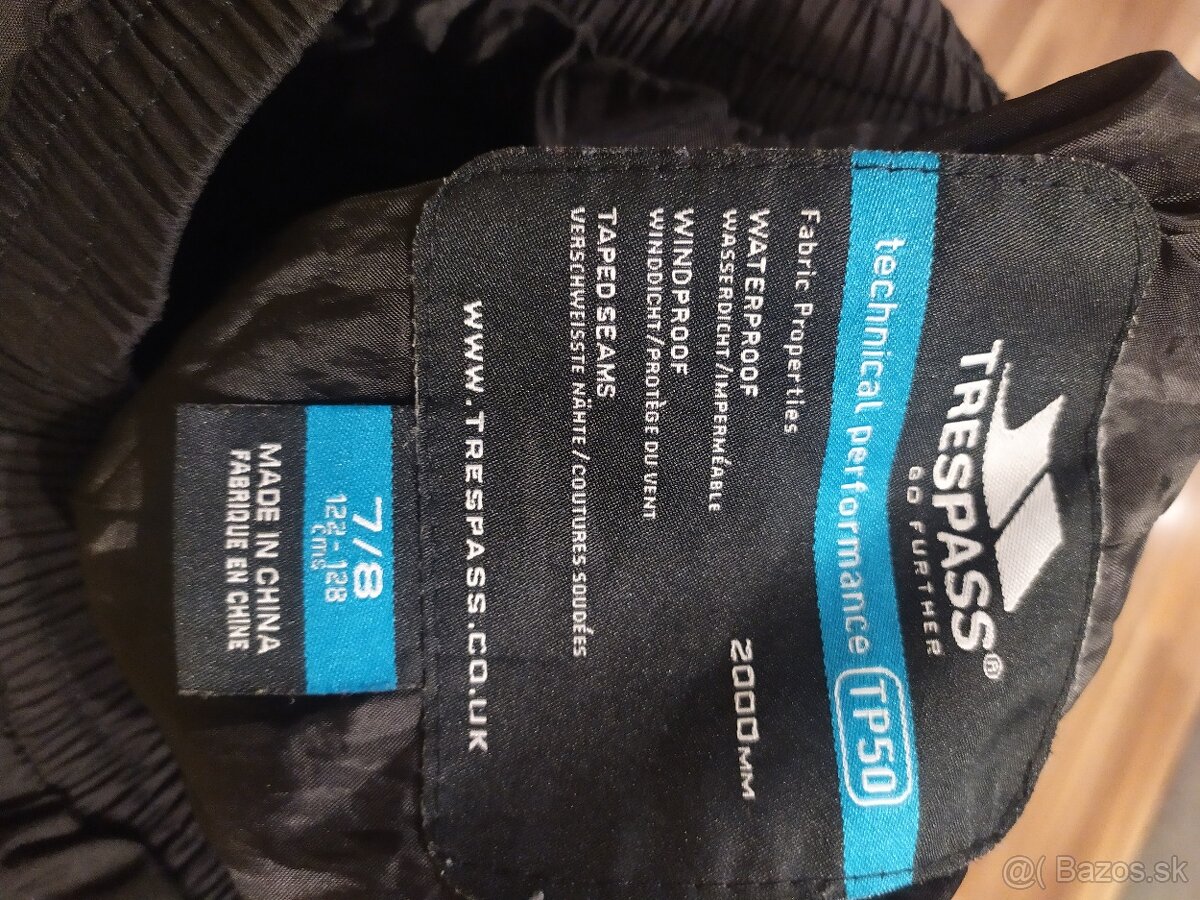 TRESPASS®
GO FURTHER
technical performance TP50
Fabric Properties
WATERPROOF 2000MM
WASSERDICHT/IMPERMÉABLE
WINDPROOF
WINDDICHT/PROTÈGE DU VENT
TAPED SEAMS
VERSCHWEISSTE NÄHTE/COUTURES SOUDÉES
WWW.TRESPASS.CO.UK
7/8
122-128
cms
MADE IN CHINA
FABRIQUE EN CHINE
@( Bazos.sk